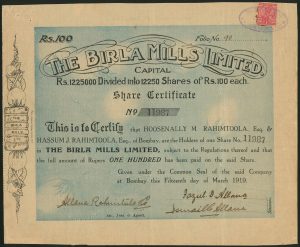 Rs.100
Folio No. 90
THE BIRLA MILLS LIMITED.
CAPITAL
Rs.1225000 Divided into 12250 Shares of Rs.100 each.
Share Certificate
No 11987
This is to Certify that HOOSENALLY M. RAHIMTOOLA, Esq. &
HASSUM J. RAHIMTOOLA, Esq. of Bombay, are the Holders of one Share No. 11987
in THE BIRLA MILLS LIMITED, subject to the Regulations thereof and that
the full amount of Rupees ONE HUNDRED has been paid on the said Share.
Given under the Common Seal of the said company
at Bombay, this Fifteenth day of March 1919.